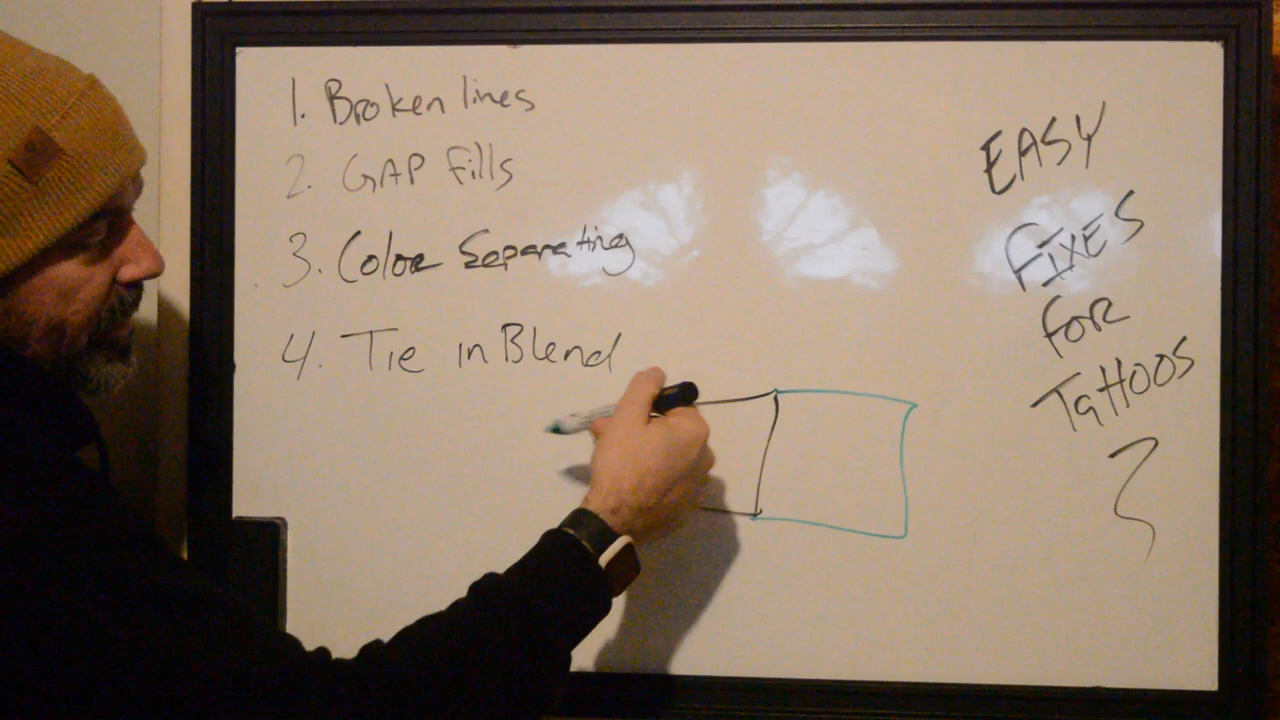 1. Broken lines
2. GAP fills
3. Color Separating
4. Tie in Blend
EASY
FIXES
FOR
TATTOOS
?